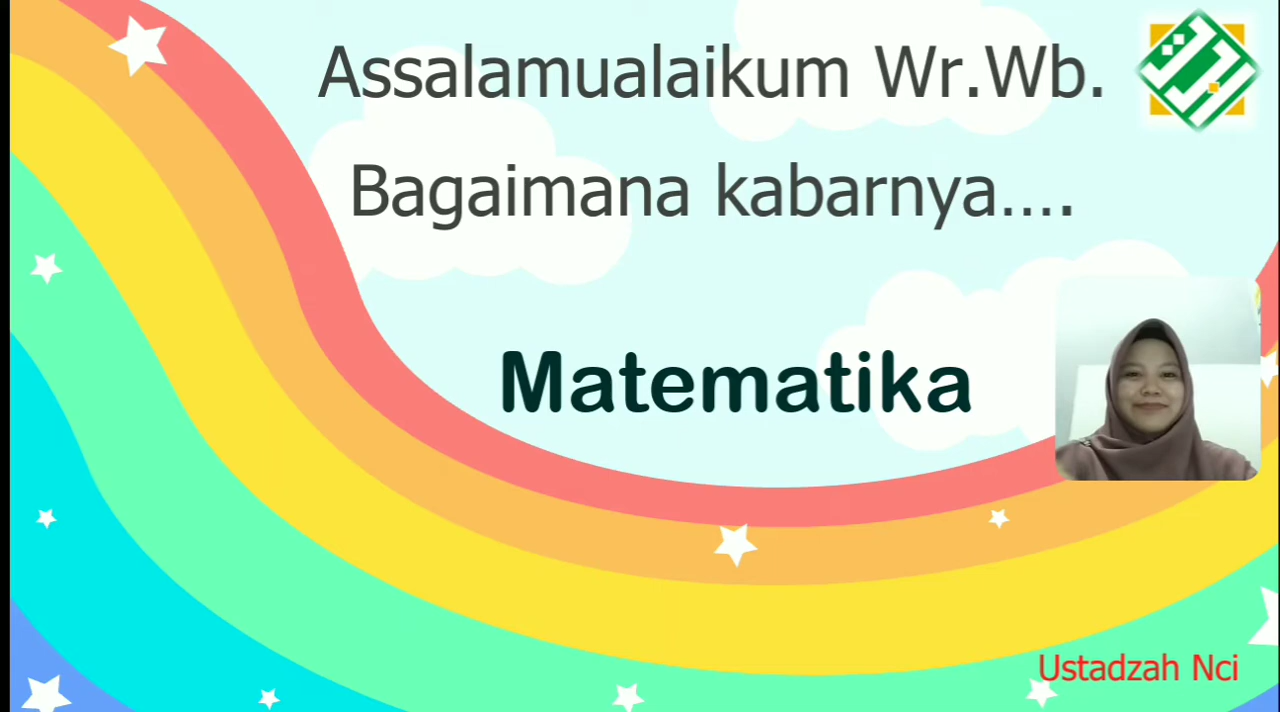 Assalamualaikum Wr.Wb.
Bagaimana kabarnya....
Matematika
Ustadzah Nci